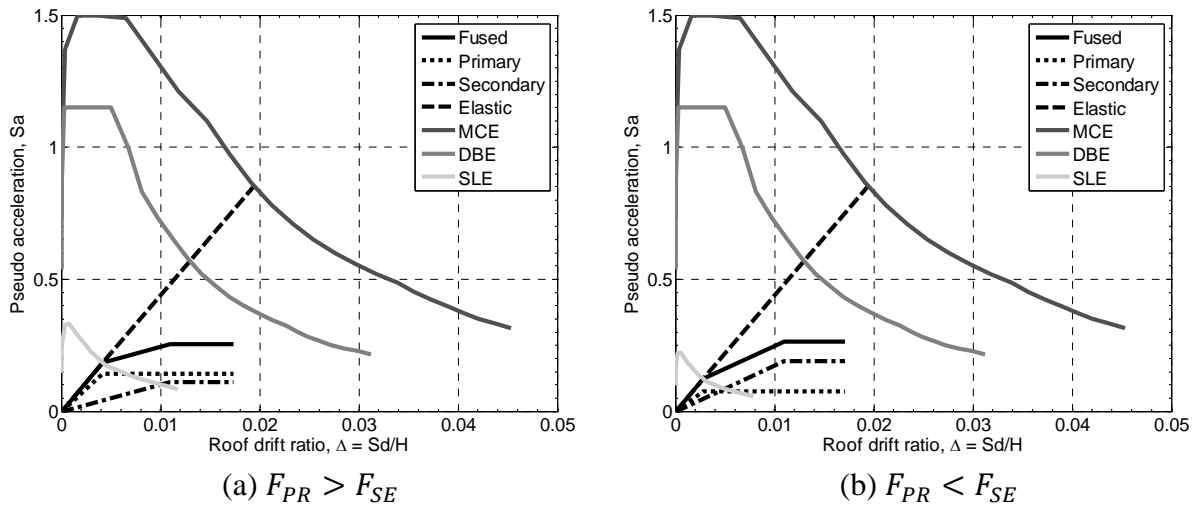 1.5
1
0.5
0
Pseudo acceleration, Sa
Fused
Primary
Secondary
Elastic
MCE
DBE
SLE
0 0.01 0.02 0.03 0.04 0.05
Roof drift ratio, Δ = Sd/H
(a) F_PR > F_SE
1.5
1
0.5
0
Pseudo acceleration, Sa
Fused
Primary
Secondary
Elastic
MCE
DBE
SLE
0 0.01 0.02 0.03 0.04 0.05
Roof drift ratio, Δ = Sd/H
(b) F_PR < F_SE